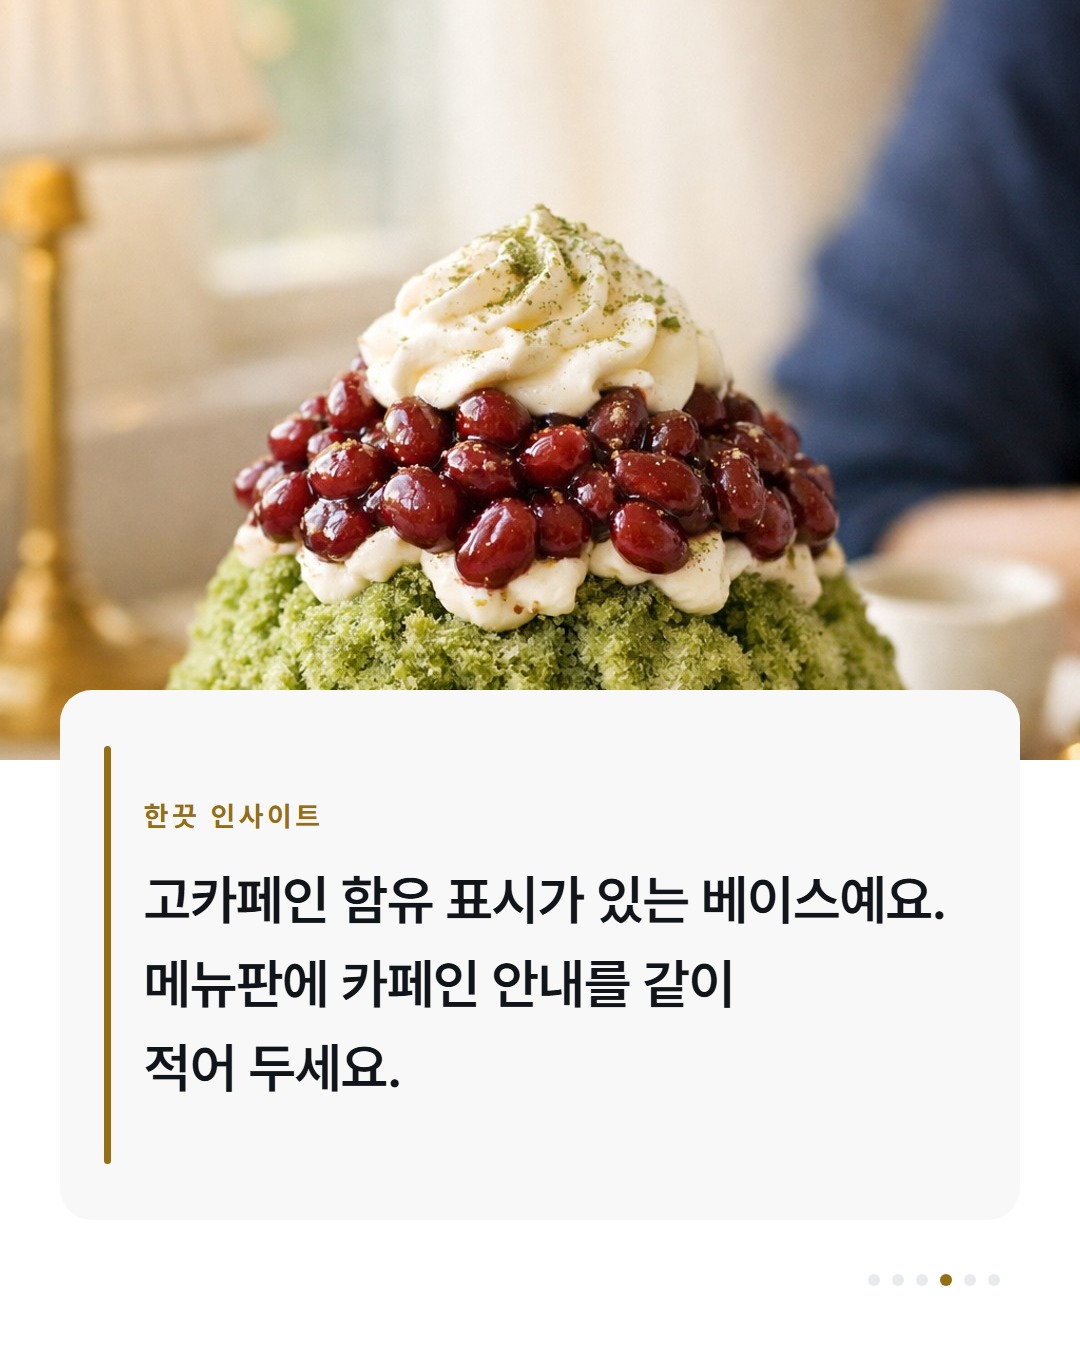 한끗 인사이트
고카페인 함유 표시가 있는 베이스예요.
메뉴판에 카페인 안내를 같이
적어 두세요.